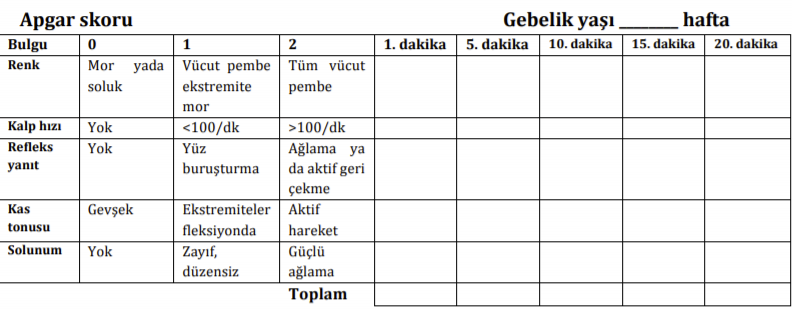 Apgar skoru Gebelik yaşı ________ hafta
Bulgu 0 1 2 1. dakika 5. dakika 10. dakika 15. dakika 20. dakika
Renk Mor yada Vücut pembe Tüm vücut
soluk ekstremite pembe
mor
Kalp hızı Yok <100/dk >100/dk
Refleks Yok Yüz Ağlama ya
yanıt buruşturma da aktif geri
çekme
Kas Gevşek Ekstremiteler Aktif
tonusu fleksiyonda hareket
Solunum Yok Zayıf, Güçlü
düzensiz ağlama
Toplam